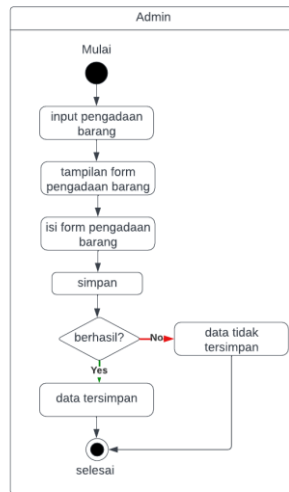 Admin
Mulai
input pengadaan
barang
tampilan form
pengadaan barang
isi form pengadaan
barang
simpan
berhasil?
No
data tidak
tersimpan
Yes
data tersimpan
selesai